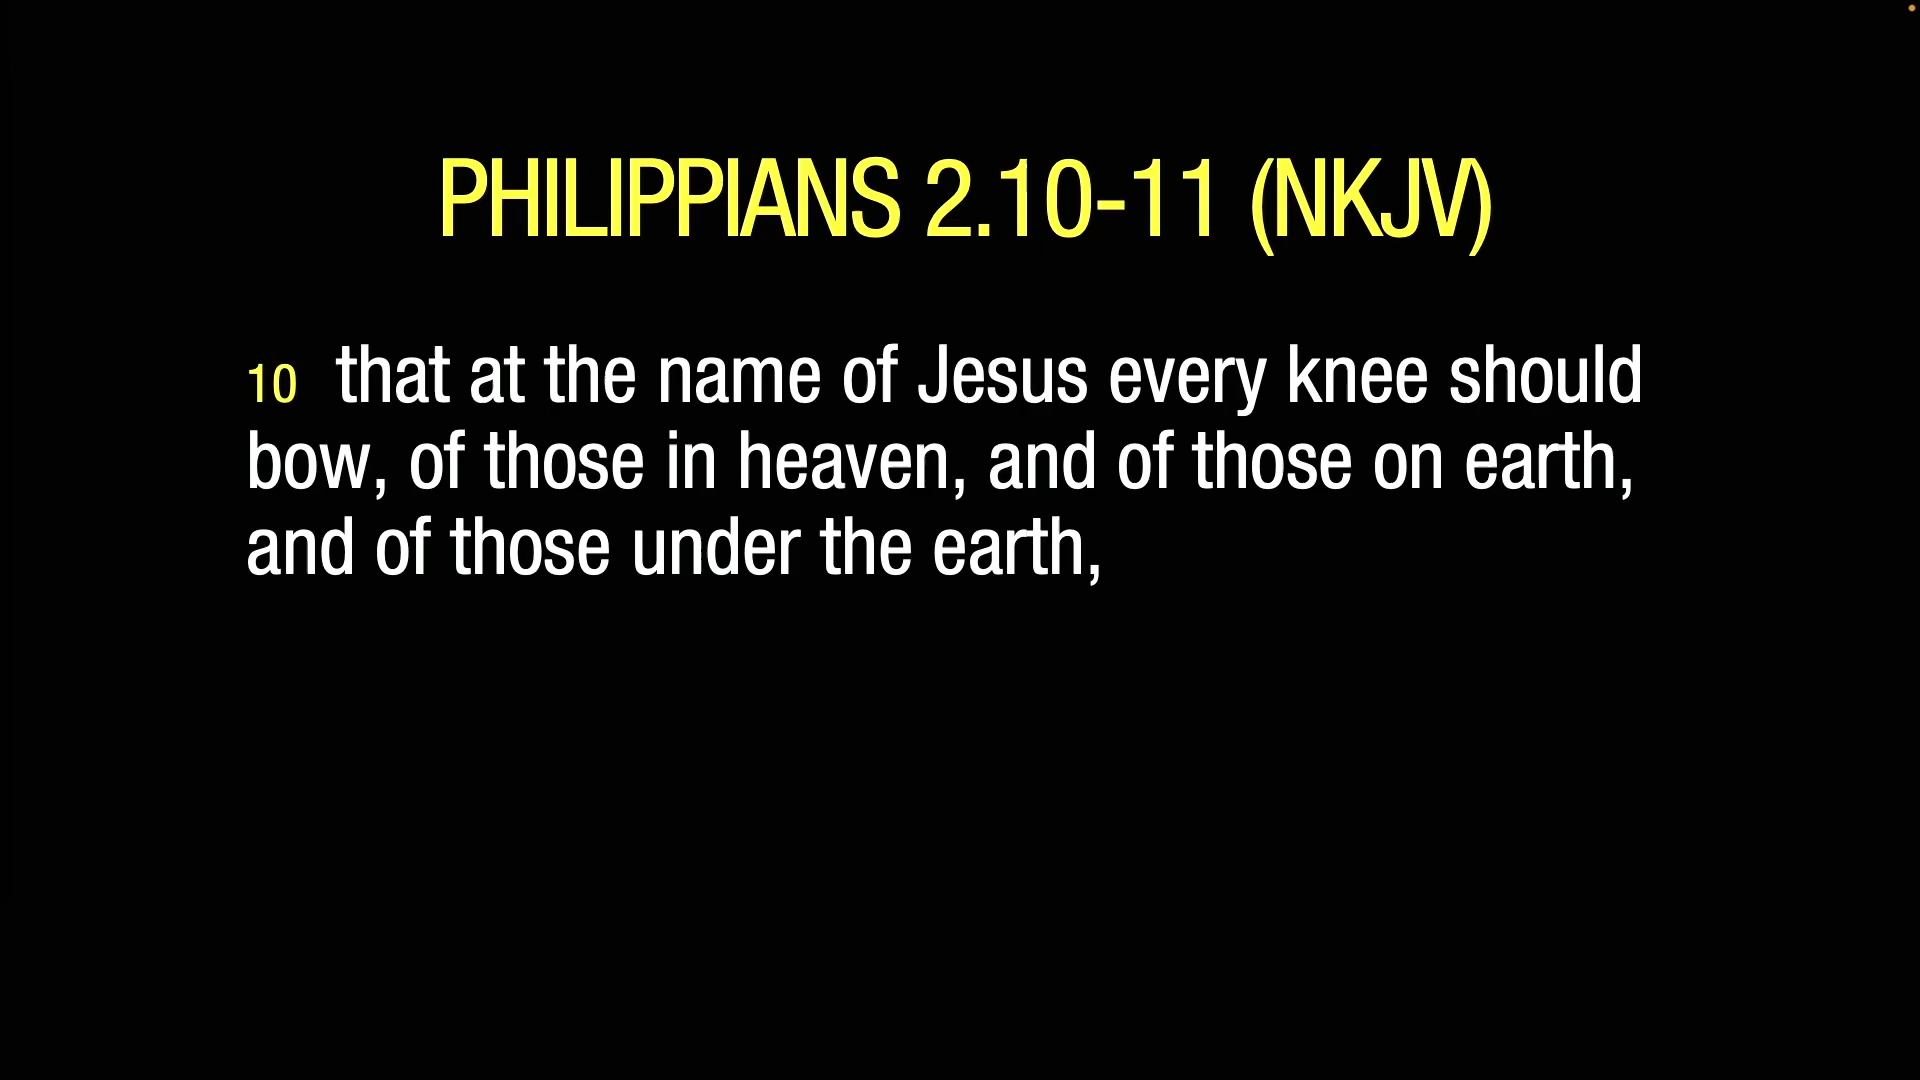 PHILIPPIANS 2.10-11 (NKJV)
10 that at the name of Jesus every knee should
bow, of those in heaven, and of those on earth,
and of those under the earth,